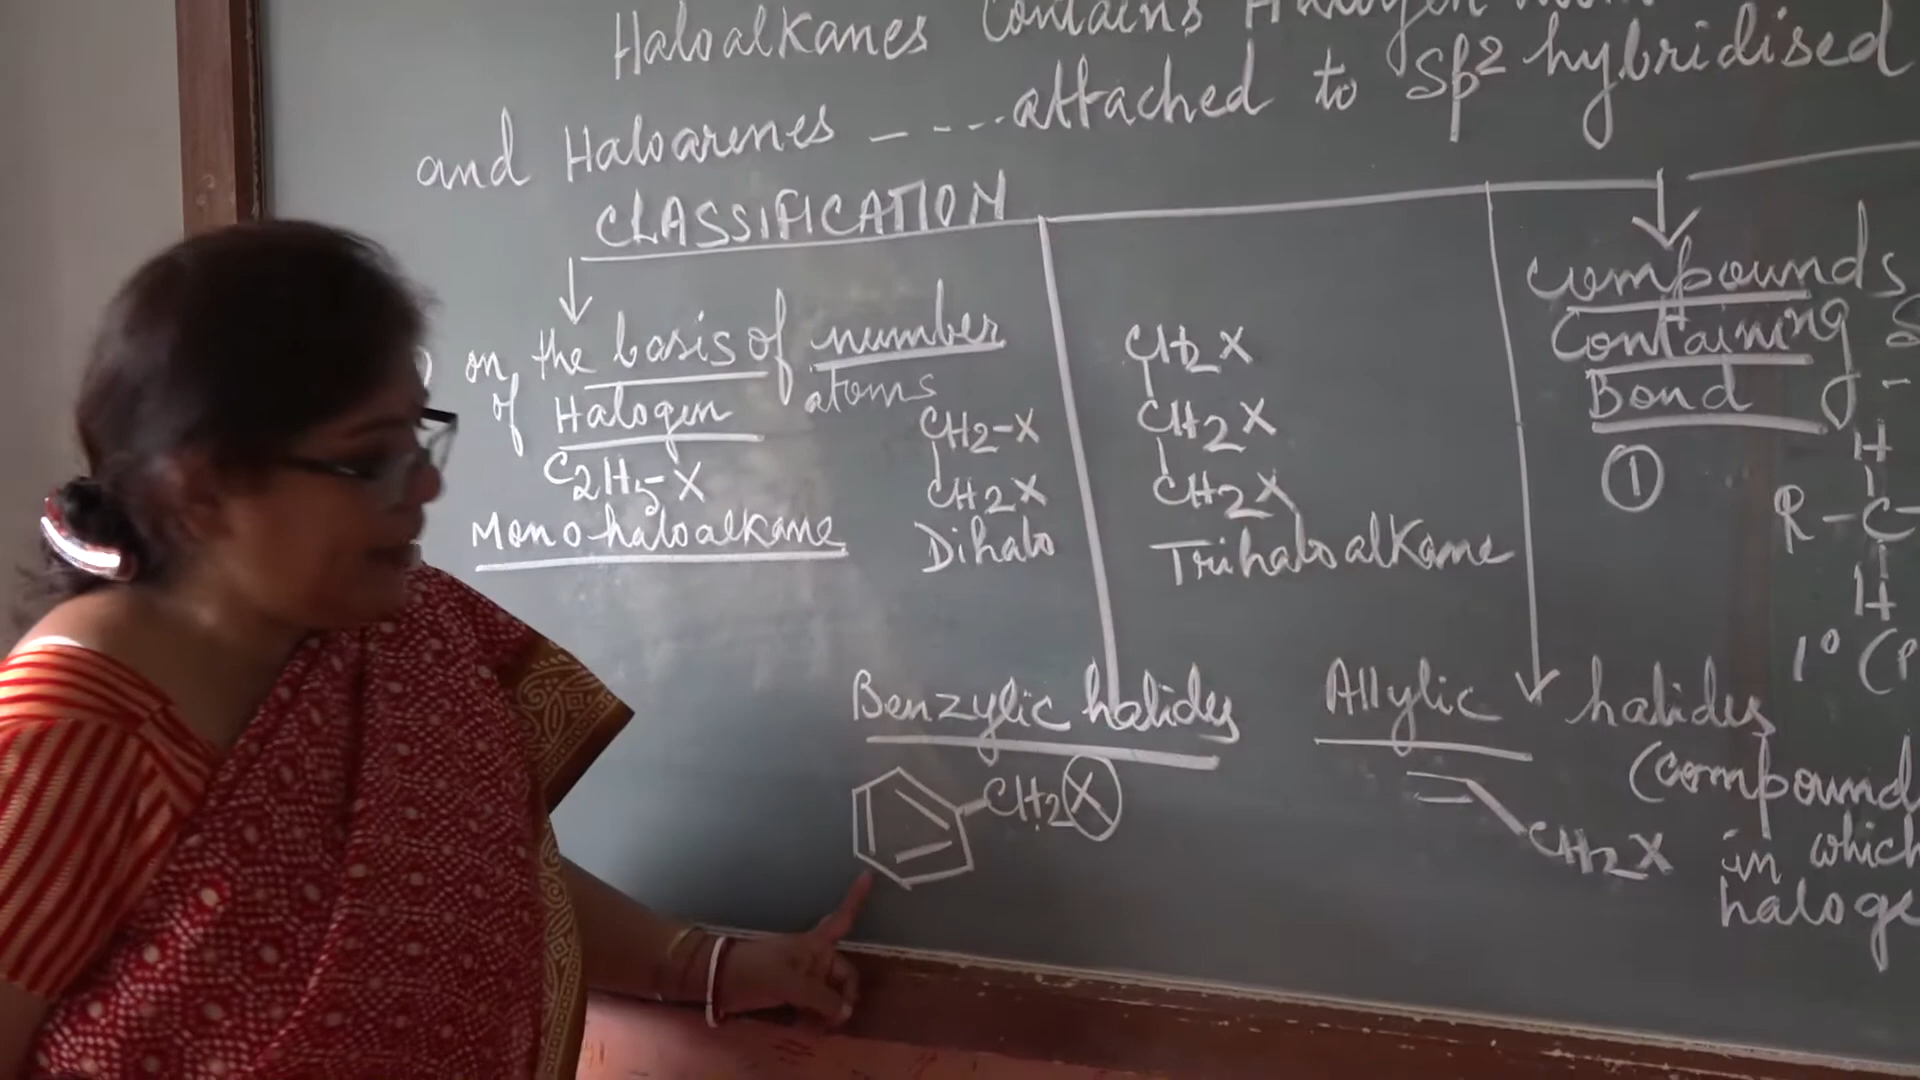 Haloalkanes Contains Halogen
and Haloarenes - - ... attached to Sp² hybridised
CLASSIFICATION
on the basis of number
of Halogen atoms
C2H5-X
Monohaloalkane
CH2-X
CH2X
Dihalo
CH2X
CH2X
CH2X
Trihaloalkane
Compounds
Containing
Bond
①
H
R-C-
H
1° (P
Benzylic halides
CH2X
Allylic halides
(Compound
CH2X in which
haloge